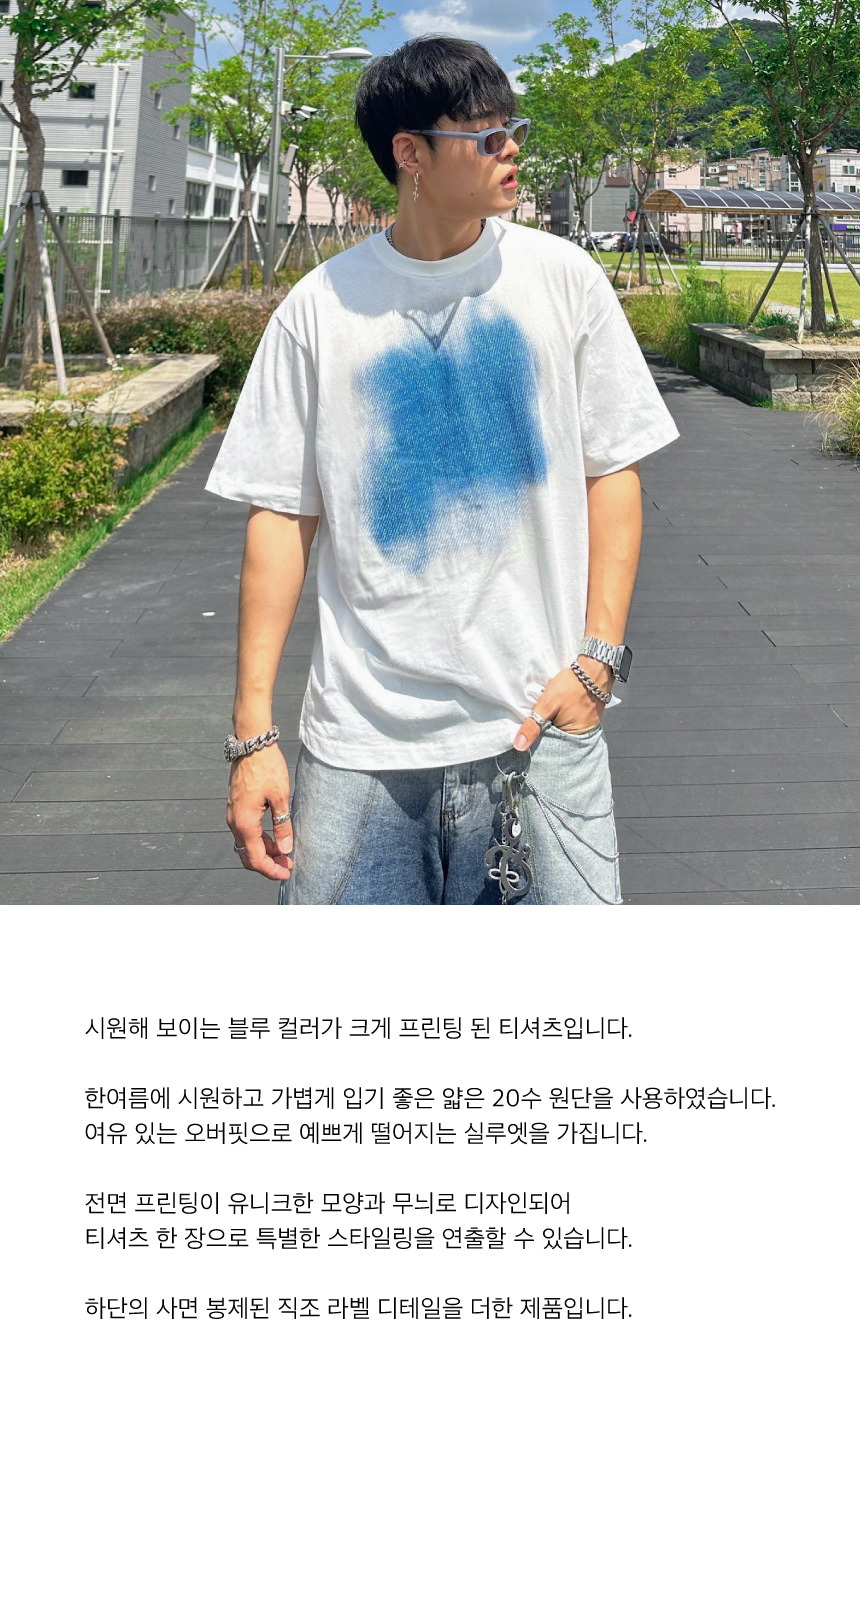 시원해 보이는 블루 컬러가 크게 프린팅 된 티셔츠입니다.
한여름에 시원하고 가볍게 입기 좋은 얇은 20수 원단을 사용하였습니다.
여유 있는 오버핏으로 예쁘게 떨어지는 실루엣을 가집니다.
전면 프린팅이 유니크한 모양과 무늬로 디자인되어
티셔츠 한 장으로 특별한 스타일링을 연출할 수 있습니다.
하단의 사면 봉제된 직조 라벨 디테일을 더한 제품입니다.